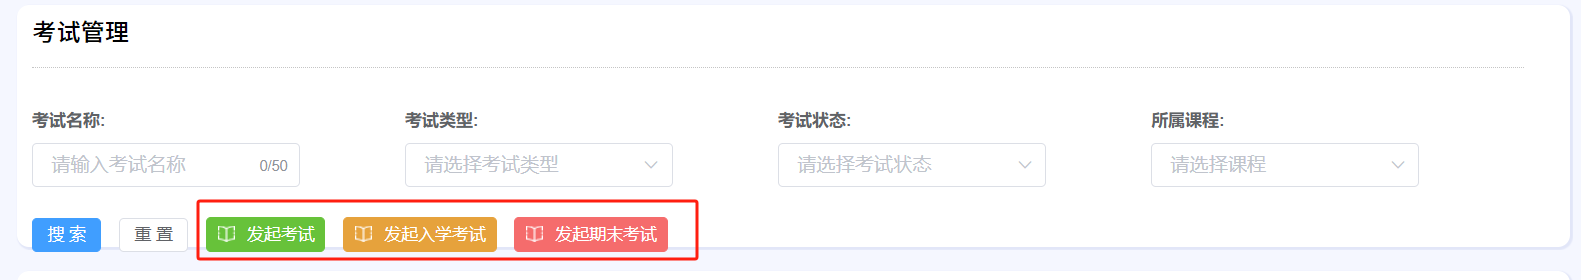 考试管理
考试名称: 考试类型: 考试状态: 所属课程:
请输入考试名称 0/50 请选择考试类型 请选择考试状态 请选择课程
搜 索 重 置 发起考试 发起入学考试 发起期末考试